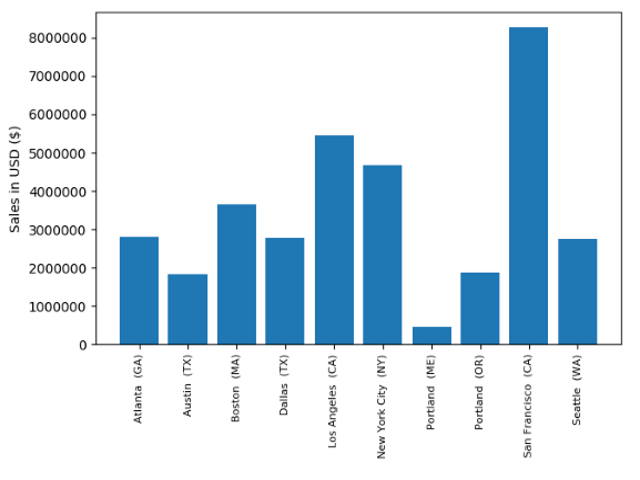 8000000
7000000
6000000
5000000
4000000
3000000
2000000
1000000
0
Sales in USD ($)
Atlanta (GA)
Austin (TX)
Boston (MA)
Dallas (TX)
Los Angeles (CA)
New York City (NY)
Portland (ME)
Portland (OR)
San Francisco (CA)
Seattle (WA)